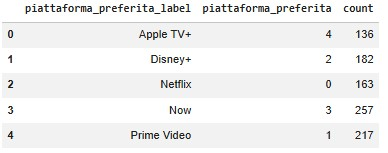 piattaforma_preferita_label piattaforma_preferita count
0 Apple TV+ 4 136
1 Disney+ 2 182
2 Netflix 0 163
3 Now 3 257
4 Prime Video 1 217